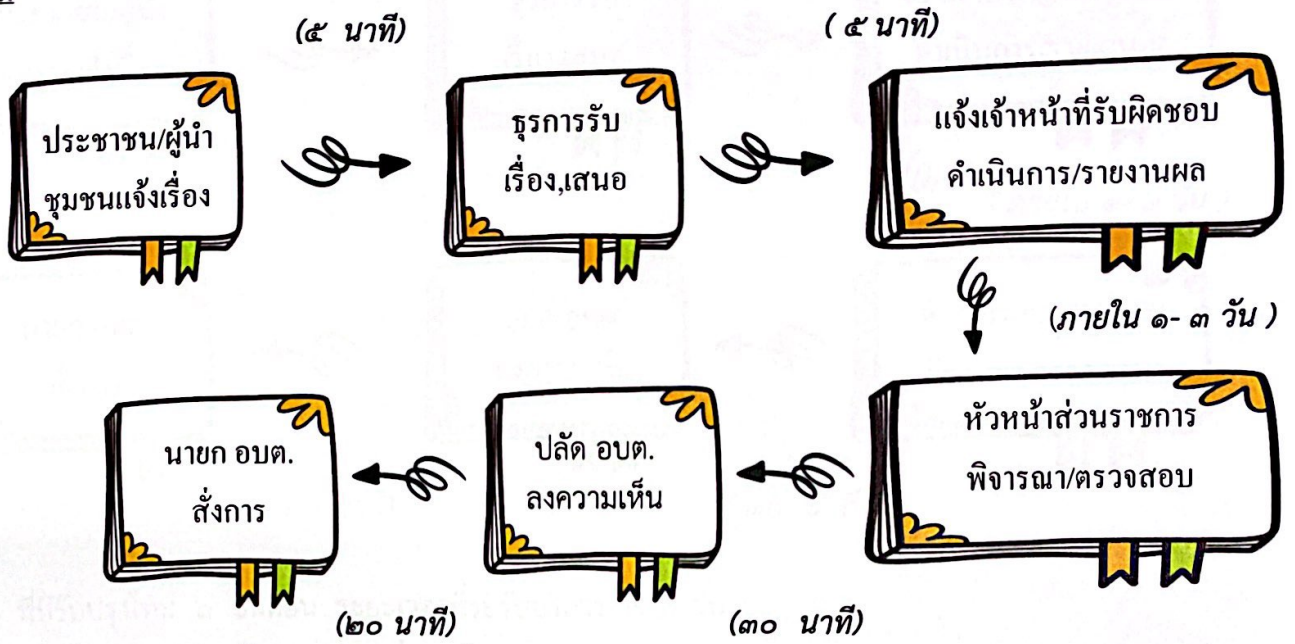 (๕ นาที)
( ๕ นาที)
ประชาชน/ผู้นำ
ชุมชนแจ้งเรื่อง
ธุรการรับ
เรื่อง,เสนอ
แจ้งเจ้าหน้าที่รับผิดชอบ
ดำเนินการ/รายงานผล
(ภายใน ๑- ๓ วัน )
หัวหน้าส่วนราชการ
พิจารณา/ตรวจสอบ
ปลัด อบต.
ลงความเห็น
นายก อบต.
สั่งการ
(๓๐ นาที)
(๒๐ นาที)